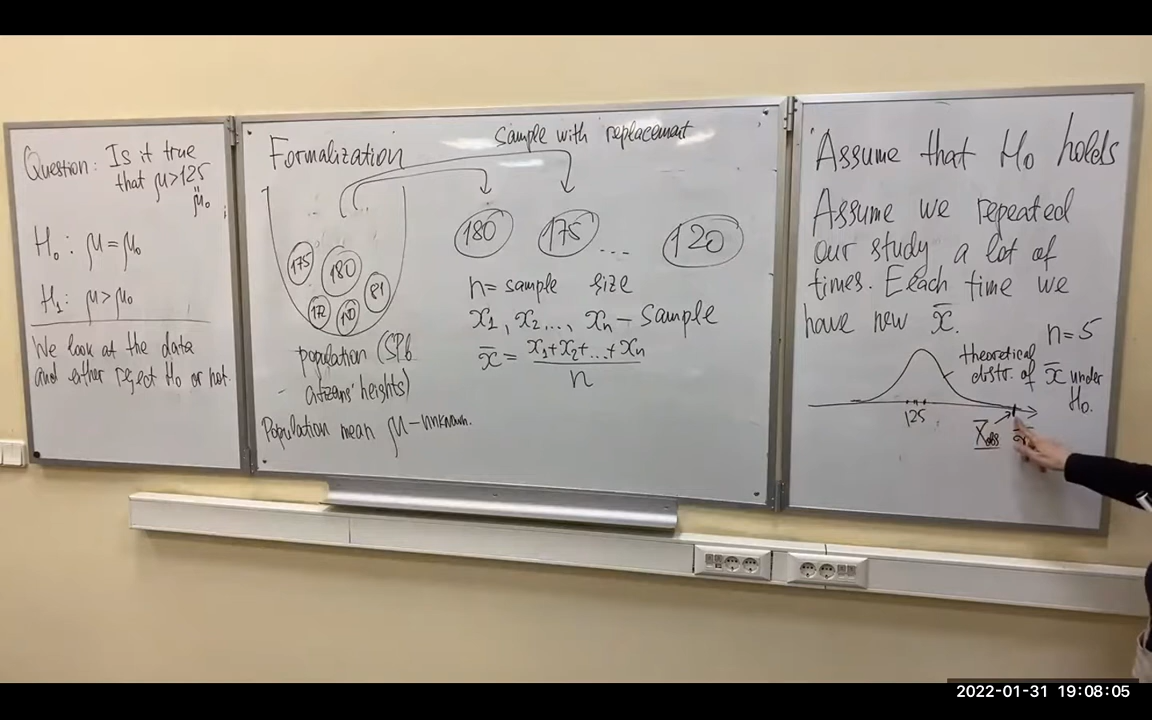 Question: Is it true
that μ>125
"
μ₀
H₀: μ=μ₀
H₁: μ>μ₀
We look at the data
and either reject H₀ or not.
Formalization
sample with replacement
175
180
172
81
180 175 ... 120
n= sample size
x₁, x₂..., xₙ - sample
x̄ = x₁+x₂+...+xₙ
n
population (SPb
citizens' heights)
Population mean μ - unknown.
Assume that H₀ holds
Assume we repeated
our study a lot of
times. Eeach time we
have new x̄.
n=5
theoretical
distr. of x̄ under
H₀.
125
x̄obs
2022-01-31 19:08:05